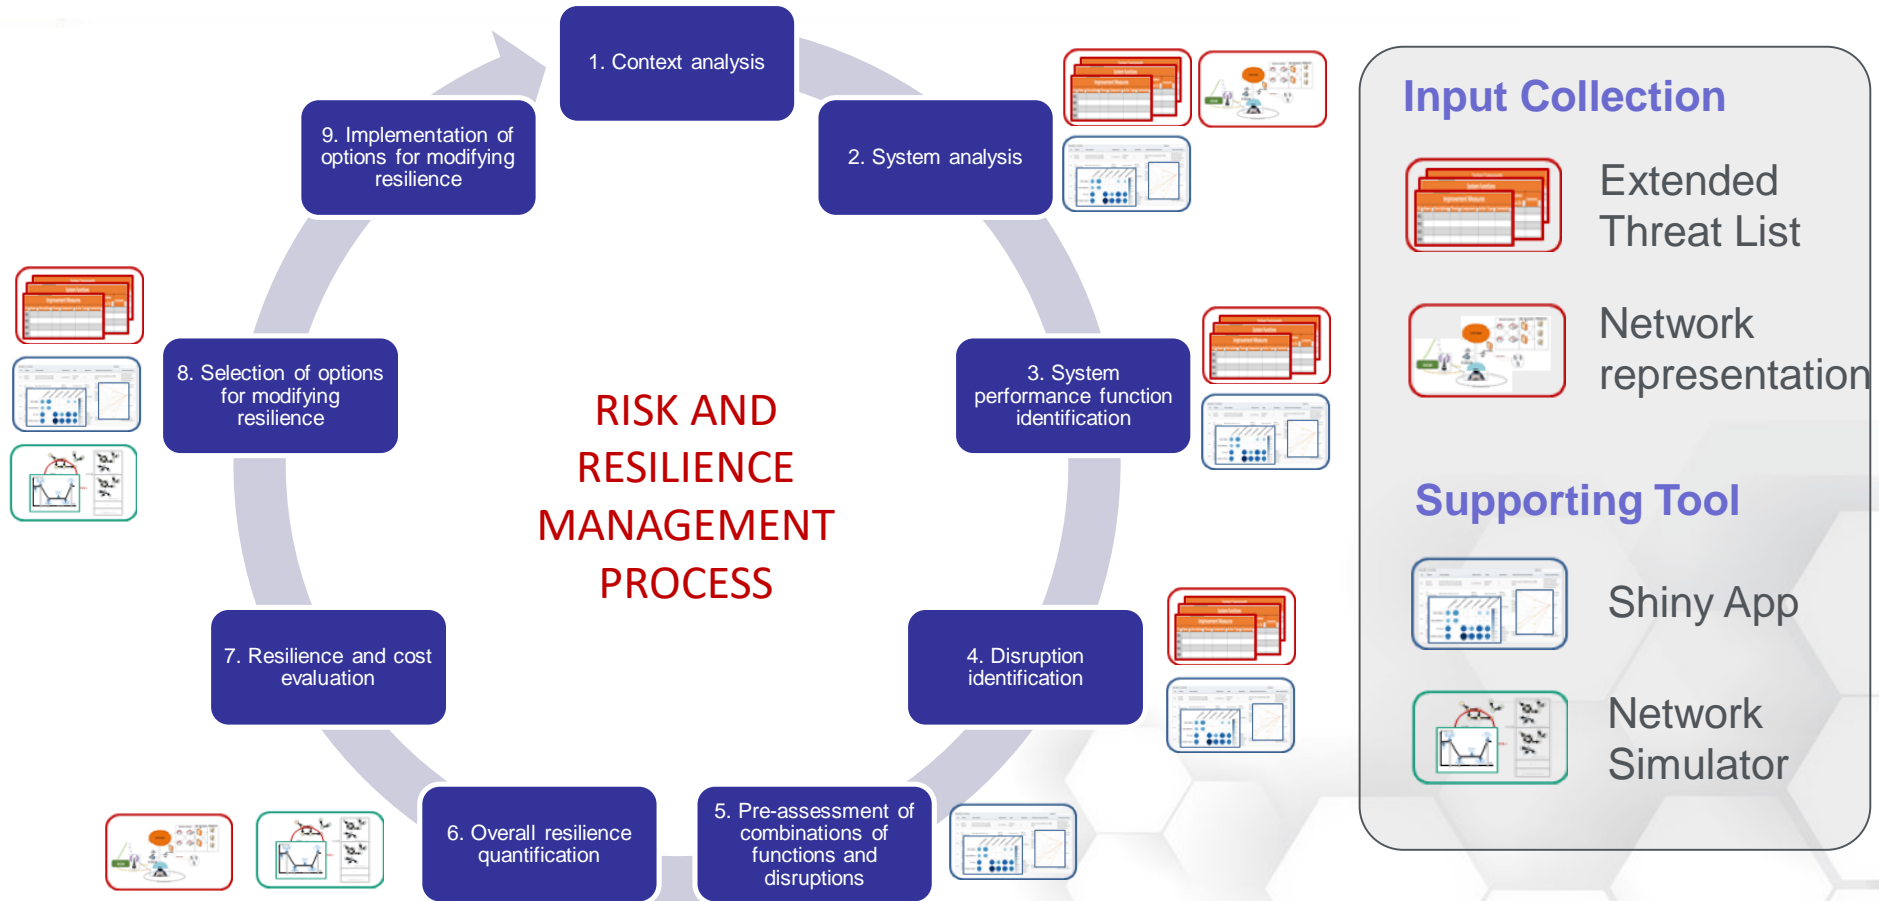 1. Context analysis
2. System analysis
3. System
performance function
identification
4. Disruption
identification
5. Pre-assessment of
combinations of
functions and
disruptions
6. Overall resilience
quantification
7. Resilience and cost
evaluation
8. Selection of options
for modifying
resilience
9. Implementation of
options for modifying
resilience
RISK AND
RESILIENCE
MANAGEMENT
PROCESS
Input Collection
Extended
Threat List
Network
representation
Supporting Tool
Shiny App
Network
Simulator